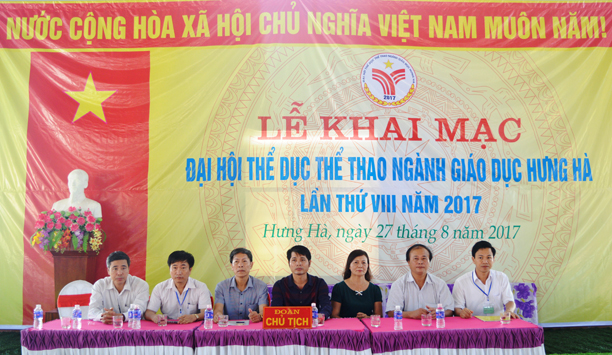 NƯỚC CỘNG HÒA XÃ HỘI CHỦ NGHĨA VIỆT NAM MUÔN NĂM!
2017
LỄ KHAI MẠC
ĐẠI HỘI THỂ DỤC THỂ THAO NGÀNH GIÁO DỤC HƯNG HÀ
LẦN THỨ VIII NĂM 2017
Hưng Hà, ngày 27 tháng 8 năm 2017
ĐOÀN
CHỦ TỊCH